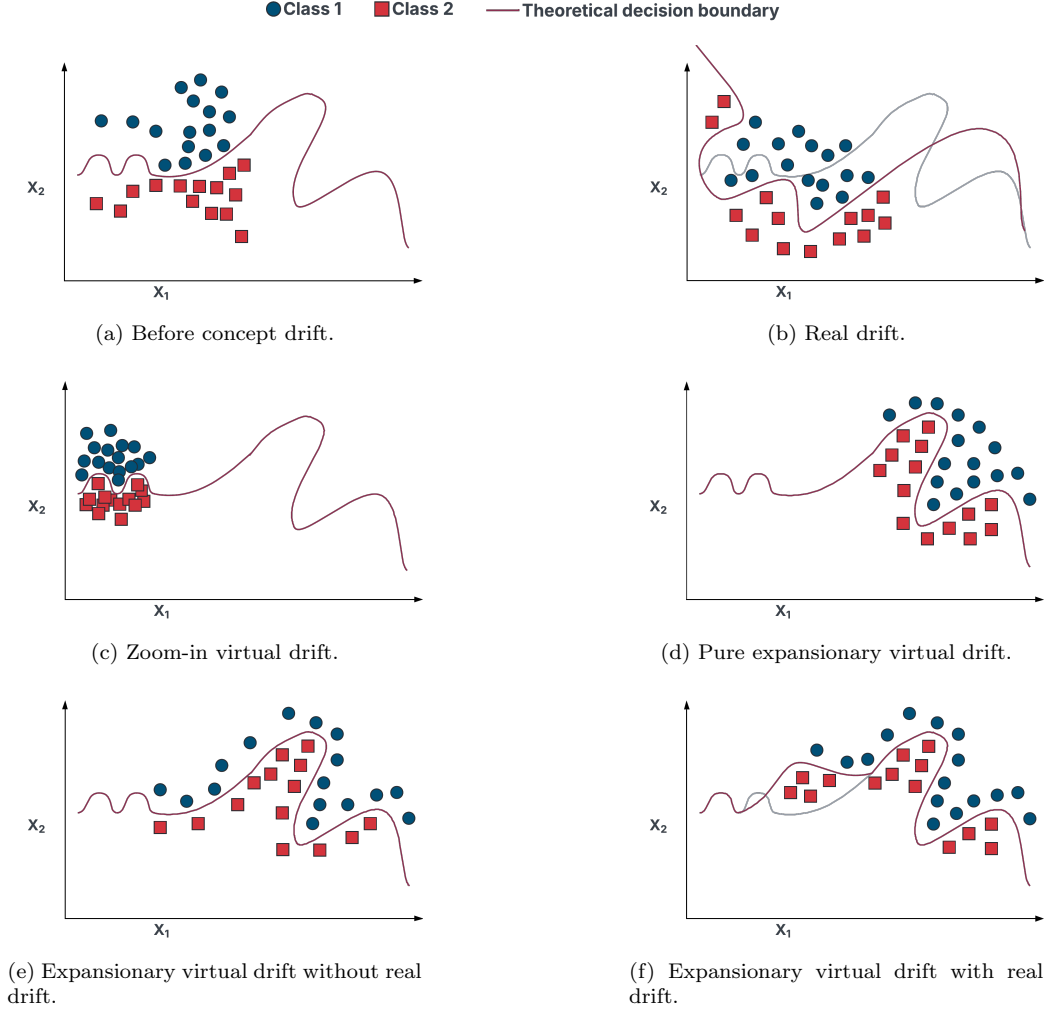 Class 1 Class 2 Theoretical decision boundary
X₂ X₂
X₁ X₁
(a) Before concept drift. (b) Real drift.
X₂ X₂
X₁ X₁
(c) Zoom-in virtual drift. (d) Pure expansionary virtual drift.
X₂ X₂
X₁ X₁
(e) Expansionary virtual drift without real
drift.
(f) Expansionary virtual drift with real
drift.